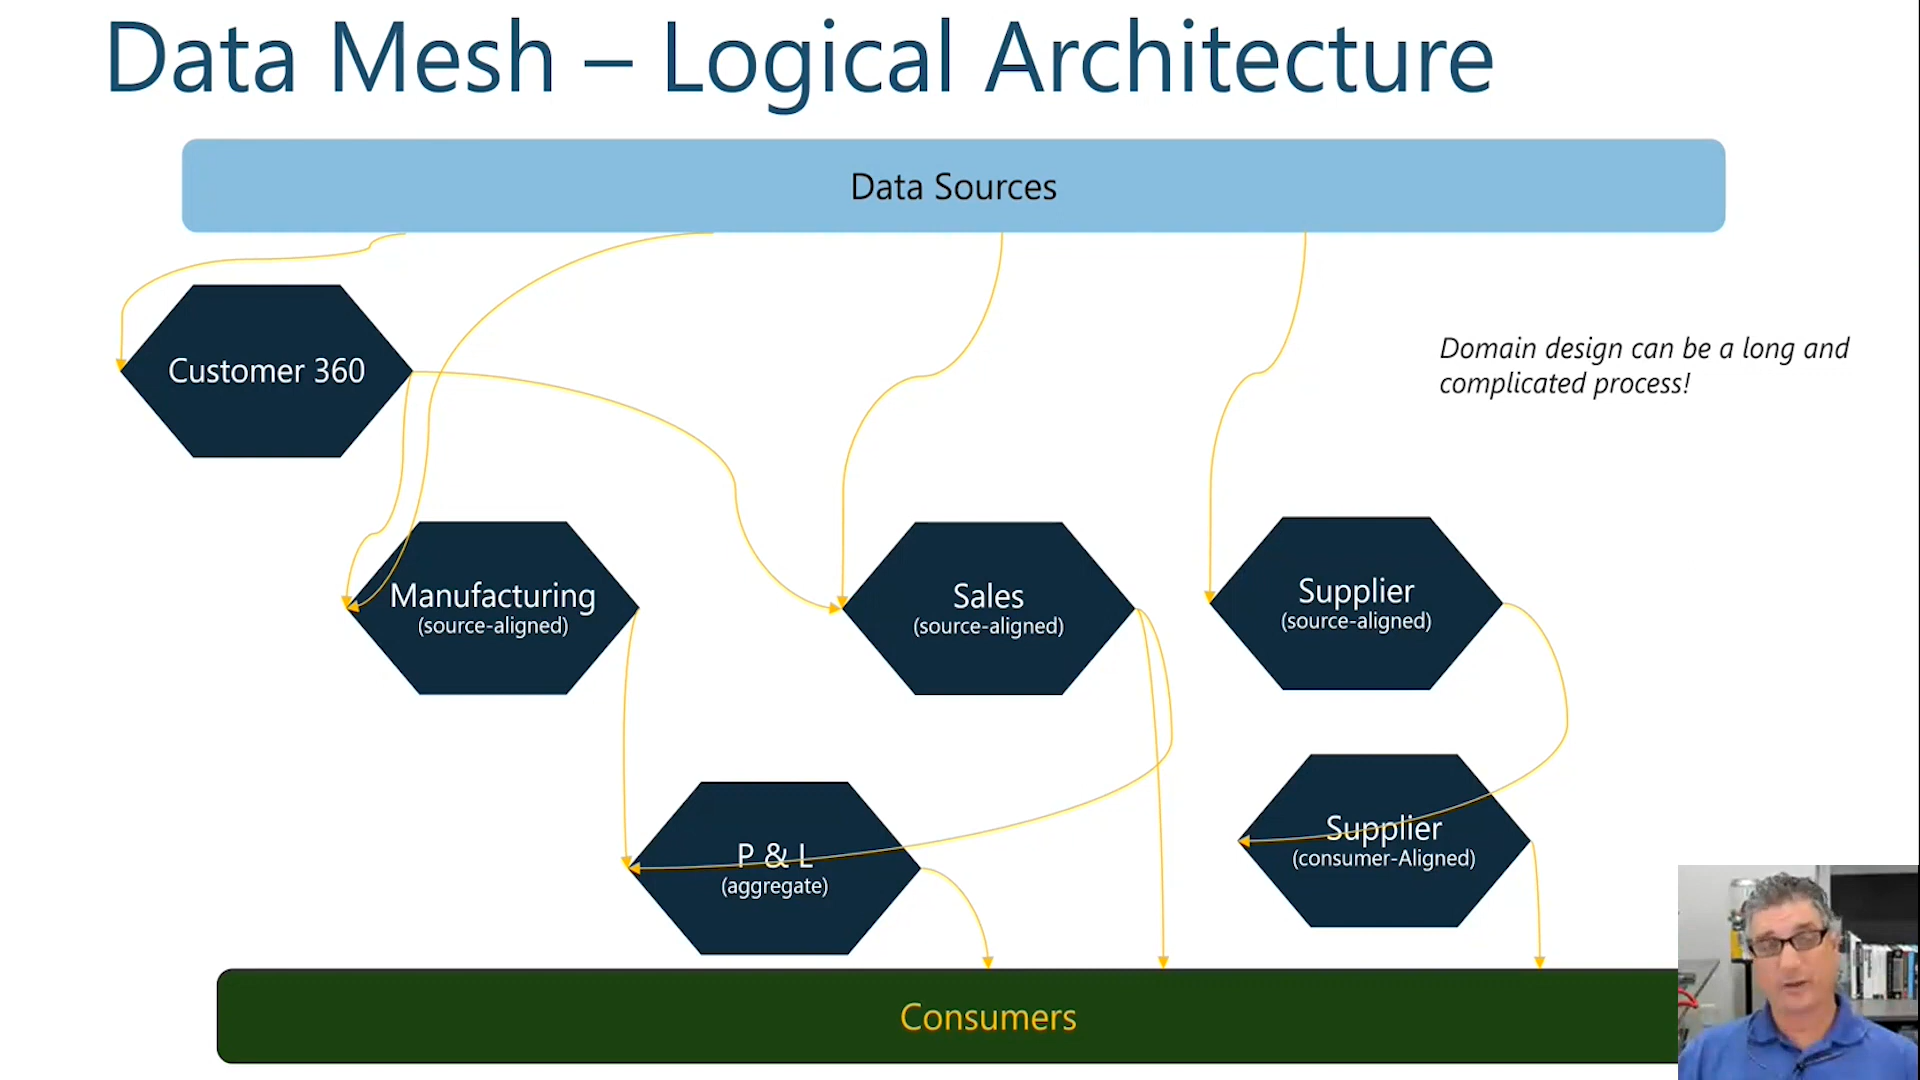 Data Mesh – Logical Architecture
Data Sources
Customer 360
Domain design can be a long and
complicated process!
Manufacturing
(source-aligned)
Sales
(source-aligned)
Supplier
(source-aligned)
P & L
(aggregate)
Supplier
(consumer-Aligned)
Consumers